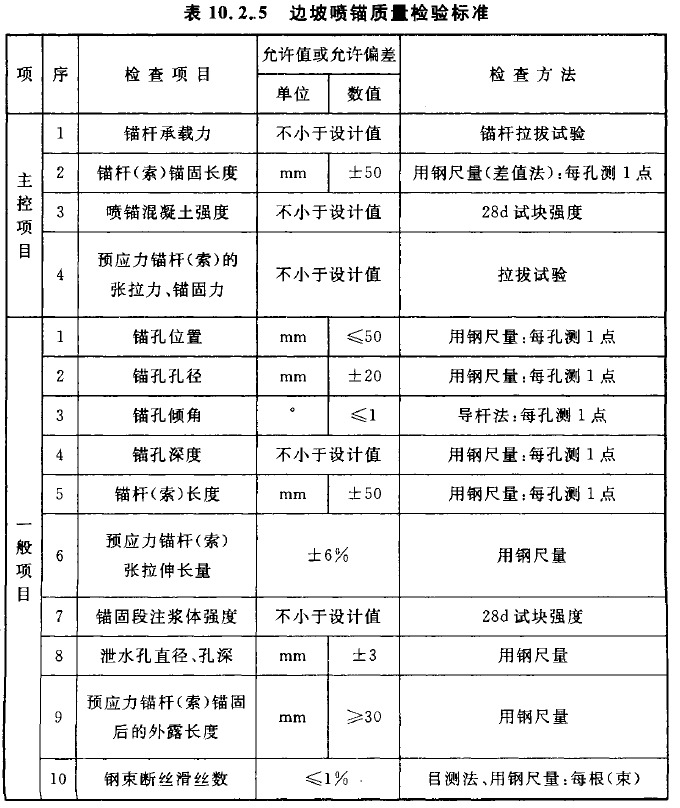 表 10.2.5 边坡喷锚质量检验标准
项 序 检查项目 允许值或允许偏差 检查方法
单位 数值
主控项目
1 锚杆承载力 不小于设计值 锚杆拉拔试验
2 锚杆(索)锚固长度 mm ±50 用钢尺量(差值法):每孔测1点
3 喷锚混凝土强度 不小于设计值 28d试块强度
4 预应力锚杆(索)的
张拉力、锚固力 不小于设计值 拉拔试验
一般项目
1 锚孔位置 mm ≤50 用钢尺量:每孔测1点
2 锚孔孔径 mm ±20 用钢尺量:每孔测1点
3 锚孔倾角 ° ≤1 导杆法:每孔测1点
4 锚孔深度 不小于设计值 用钢尺量:每孔测1点
5 锚杆(索)长度 mm ±50 用钢尺量:每孔测1点
6 预应力锚杆(索)
张拉伸长量 ±6% 用钢尺量
7 锚固段注浆体强度 不小于设计值 28d试块强度
8 泄水孔直径、孔深 mm ±3 用钢尺量
9 预应力锚杆(索)锚固
后的外露长度 mm ≥30 用钢尺量
10 钢束断丝滑丝数 ≤1% 目测法、用钢尺量:每根(束)